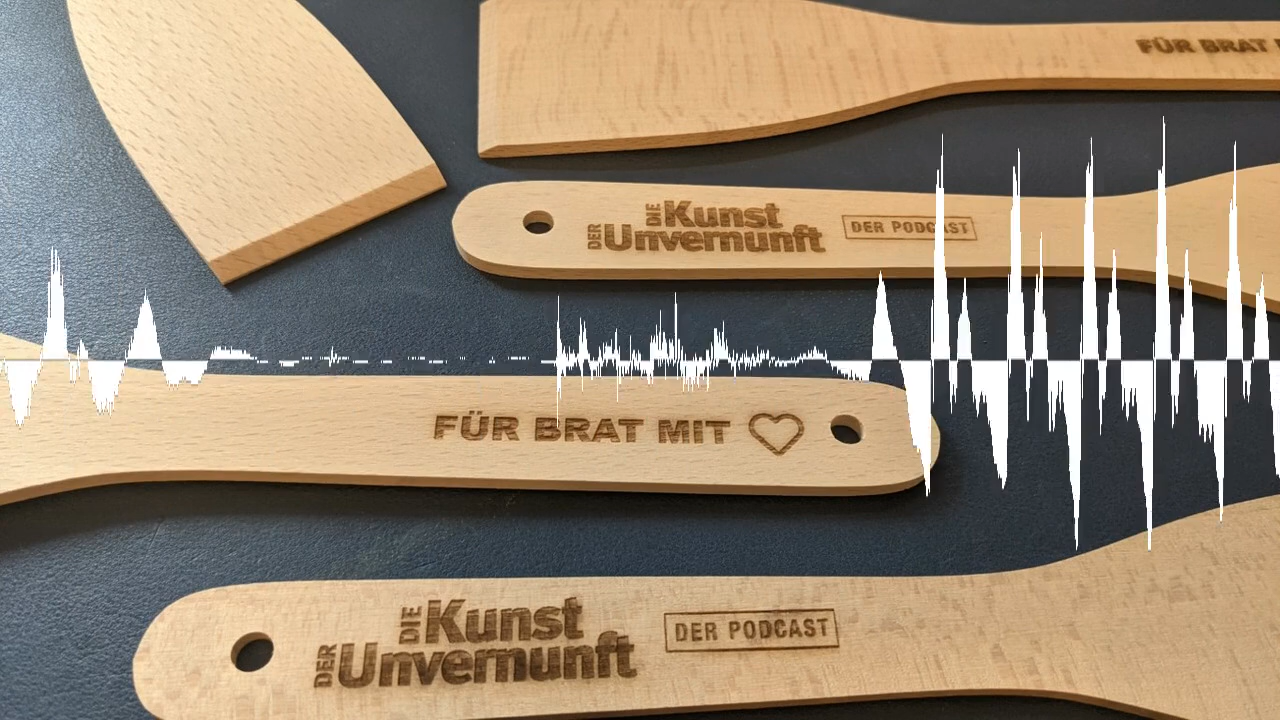 FÜR BRAT
DIE Kunst
DER Unvernunft
DER PODCAST
FÜR BRAT MIT ♡
DIE Kunst
DER Unvernunft
DER PODCAST